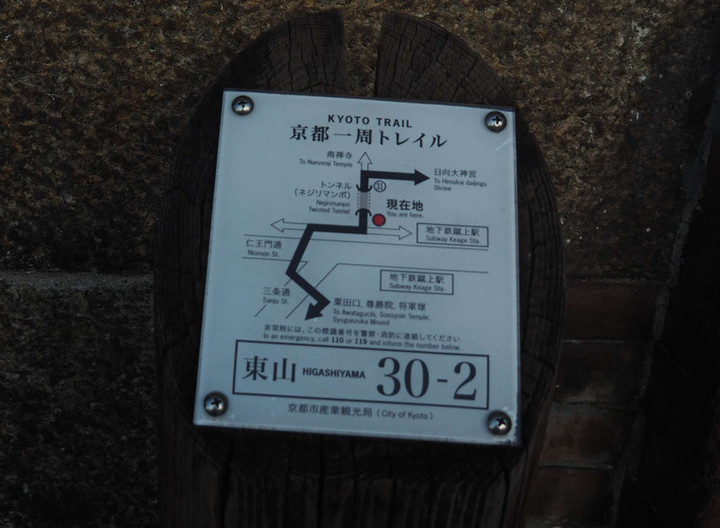 KYOTO TRAIL
京都一周トレイル
南禅寺
To Nanzenji Temple
日向大神宮
To Himukai daijingu
Shrine
トンネル
(ネジリマンポ)
Nejirimanpo
Twisted Tunnel
31
現在地
You are here.
地下鉄蹴上駅
Subway Keage Sta.
仁王門通
Niomon St.
地下鉄蹴上駅
Subway Keage Sta.
三条通
Sanjo St.
粟田口, 尊勝院, 将軍塚
To Awataguchi, Sonsyoin Temple,
Syogunzuka Mound
非常時には、この標識番号を警察・消防に連絡してください
In an emergency, call 110 or 119 and inform the number below.
東山 HIGASHIYAMA 30-2
京都市産業観光局 (City of Kyoto)